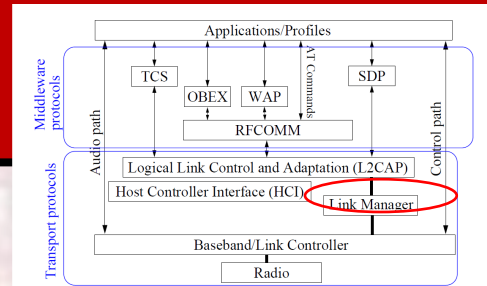 Applications/Profiles
Middleware
protocols
Audio path
TCS
OBEX
WAP
AT Commands
SDP
Control path
RFCOMM
Transport protocols
Logical Link Control and Adaptation (L2CAP)
Host Controller Interface (HCI)
Link Manager
Baseband/Link Controller
Radio